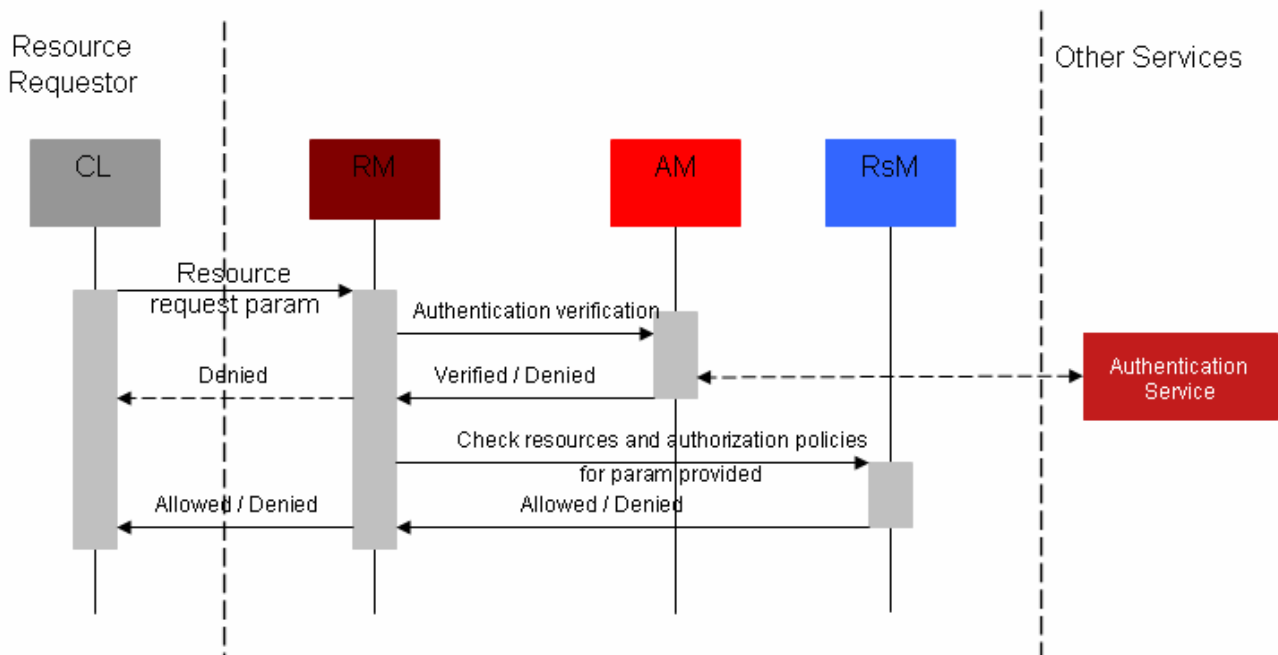 Resource
Requestor
Other Services
CL
RM
AM
RsM
Resource
request param
Authentication verification
Denied
Verified / Denied
Authentication
Service
Check resources and authorization policies
for param provided
Allowed / Denied
Allowed / Denied